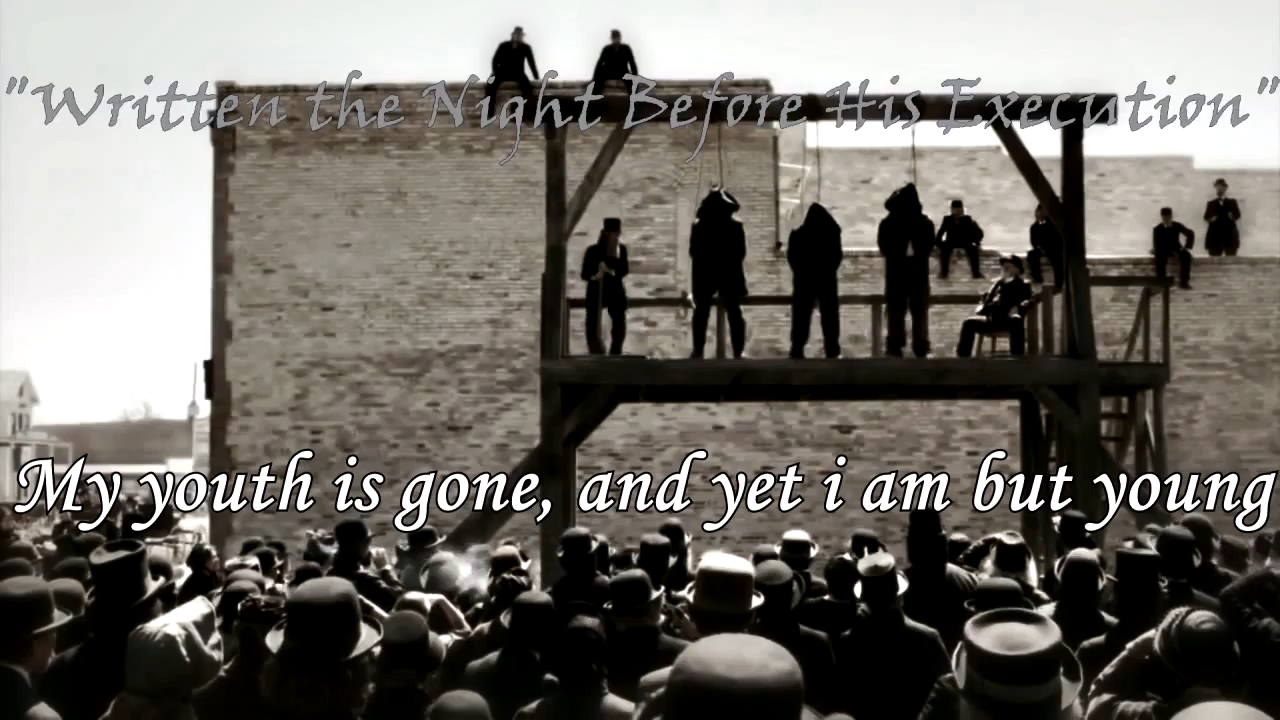 "Written the Night Before His Execution"
My youth is gone, and yet i am but young